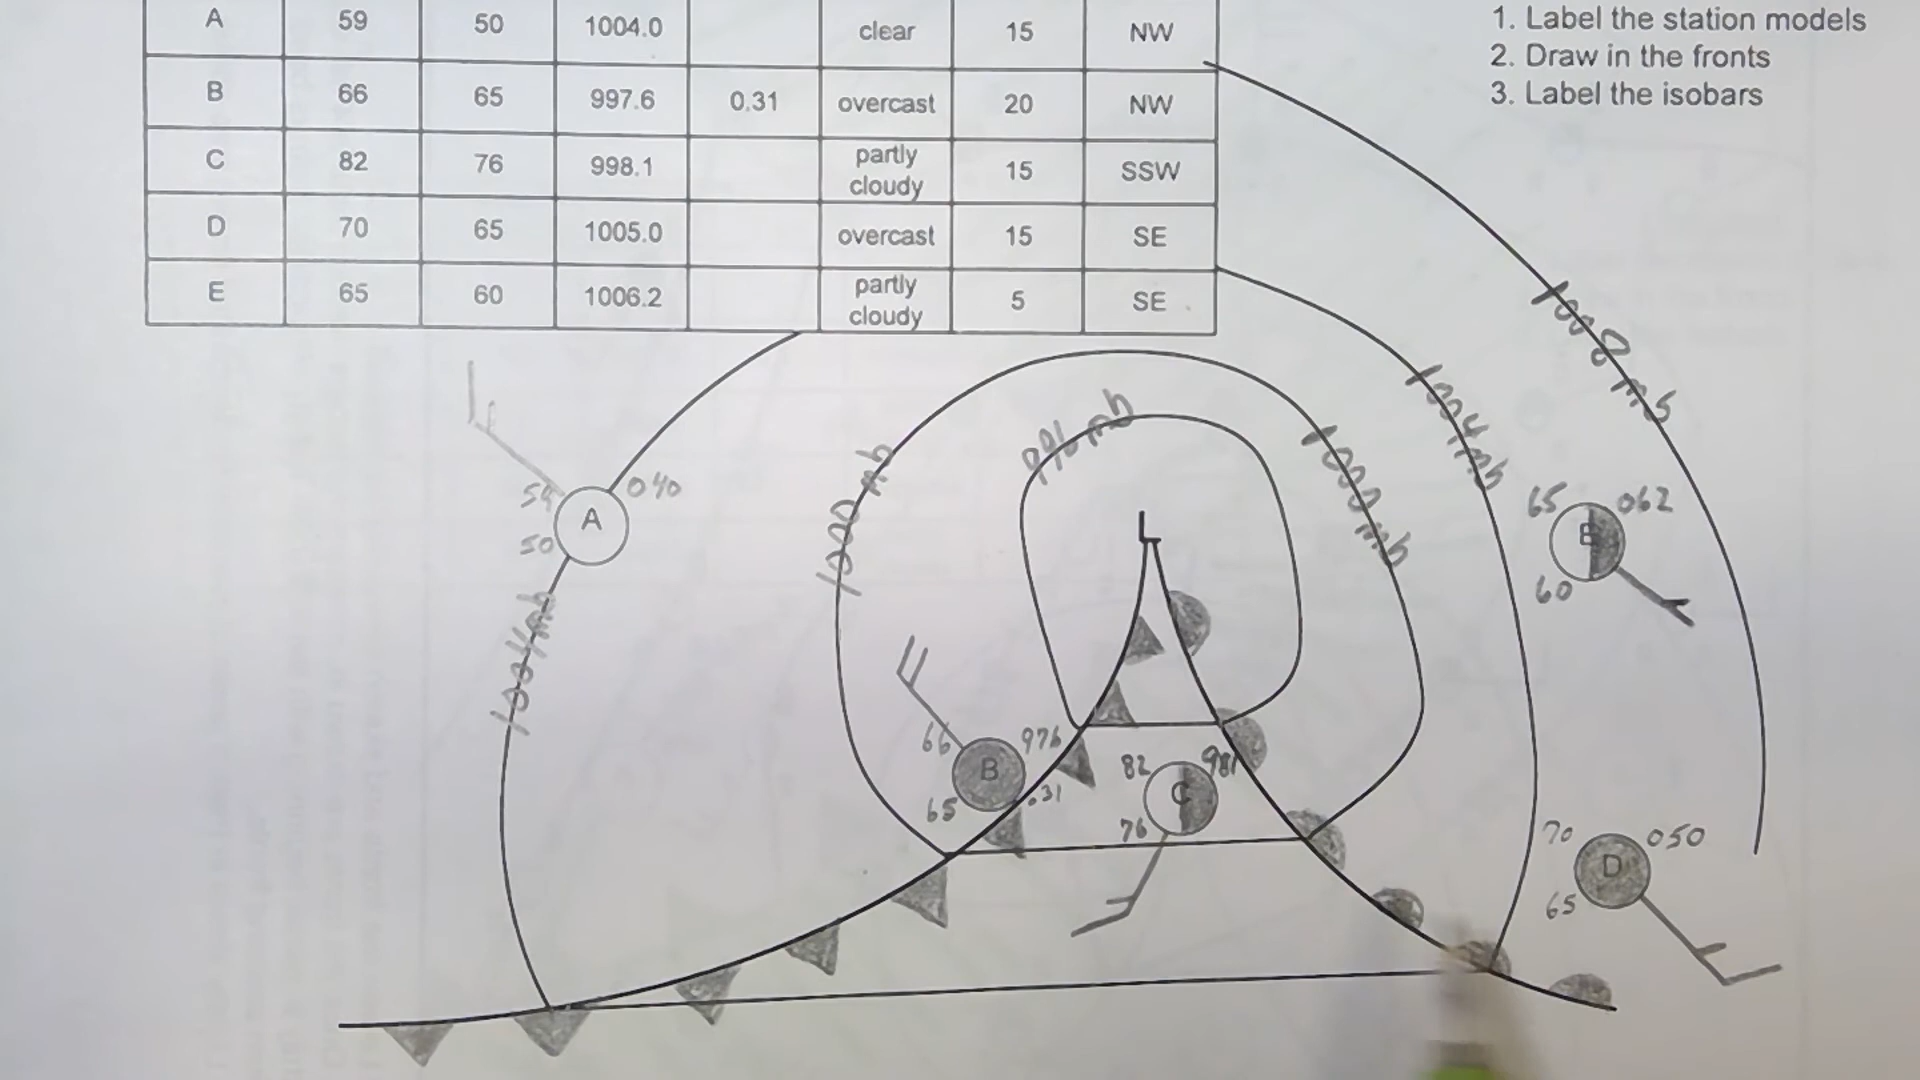 A 59 50 1004.0 clear 15 NW
B 66 65 997.6 0.31 overcast 20 NW
C 82 76 998.1 partly cloudy 15 SSW
D 70 65 1005.0 overcast 15 SE
E 65 60 1006.2 partly cloudy 5 SE
1. Label the station models
2. Draw in the fronts
3. Label the isobars
1008 mb
1004 mb
1000 mb
996 mb
1000 mb
1004 mb
L
59 040
A
50
65 062
E
60
66 976
B
65 .31
82 981
C
76
70 050
D
65